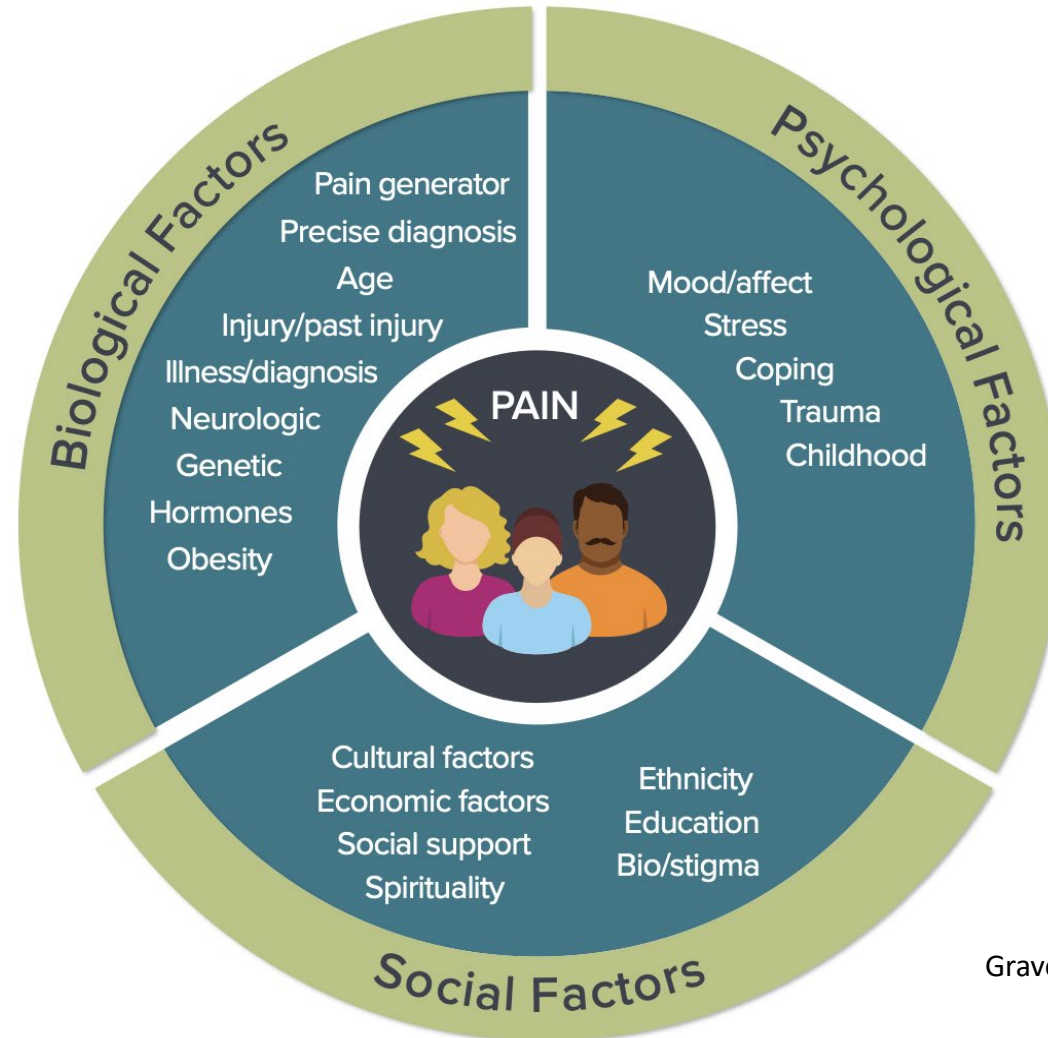 Biological Factors
Pain generator
Precise diagnosis
Age
Injury/past injury
Illness/diagnosis
Neurologic
Genetic
Hormones
Obesity
Psychological Factors
Mood/affect
Stress
Coping
Trauma
Childhood
PAIN
Cultural factors
Economic factors
Social support
Spirituality
Ethnicity
Education
Bio/stigma
Social Factors